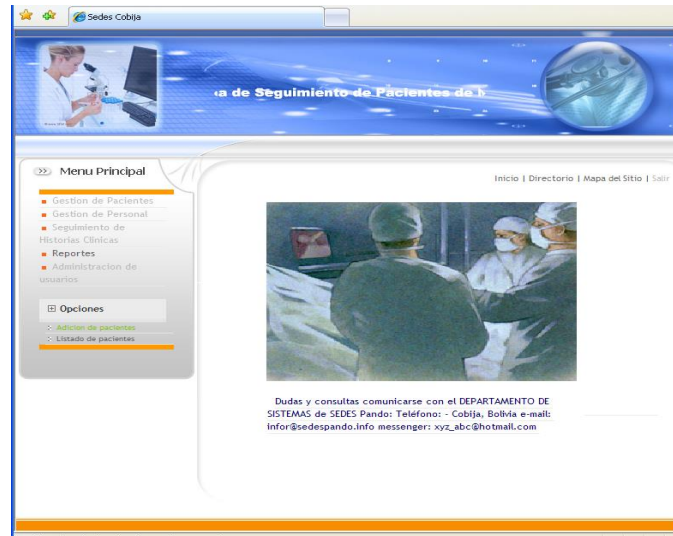 Sedes Cobija
a de Seguimiento de Pacientes de h
Menu Principal
Inicio | Directorio | Mapa del Sitio | Salir
Gestion de Pacientes
Gestion de Personal
Seguimiento de
Historias Clinicas
Reportes
Administracion de
usuarios
Opciones
Adicion de pacientes
Listado de pacientes
Dudas y consultas comunicarse con el DEPARTAMENTO DE
SISTEMAS de SEDES Pando: Teléfono: - Cobija, Bolivia e-mail:
infor@sedespando.info messenger: xyz_abc@hotmail.com